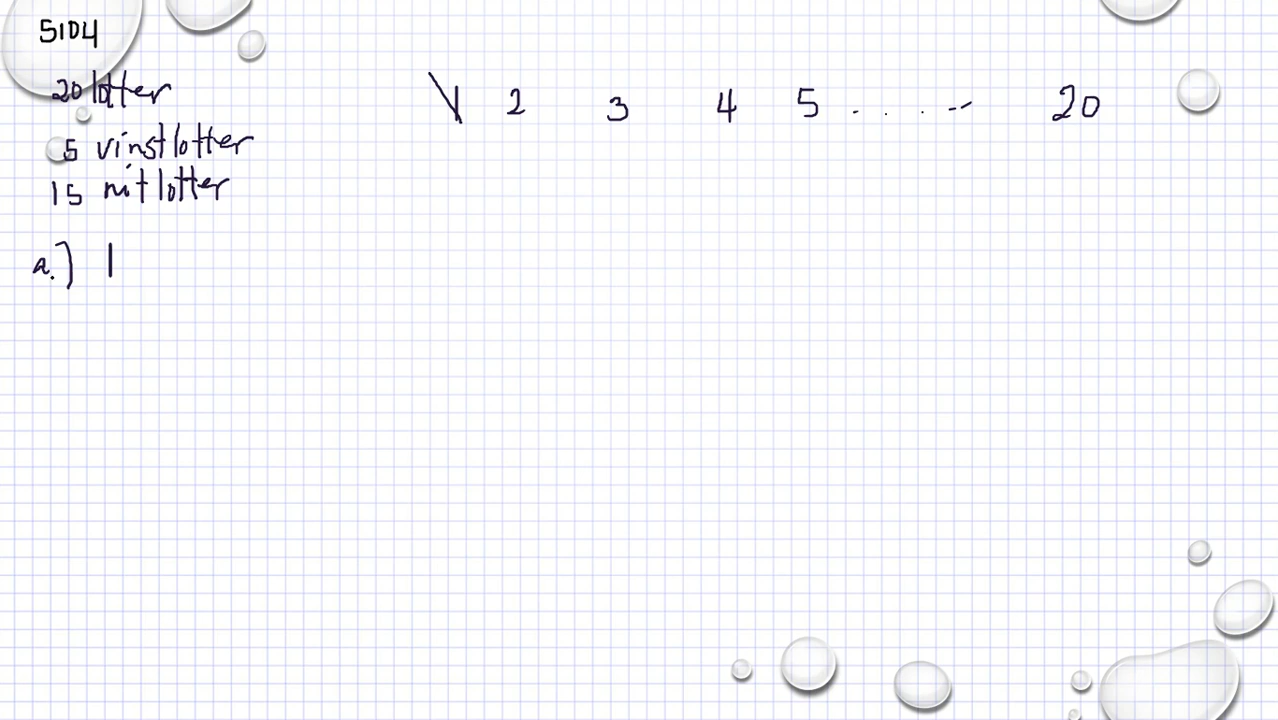 5104
20 lotter
5 vinstlotter
15 nitlotter
1 2 3 4 5 . . . -- 20
a.) 1